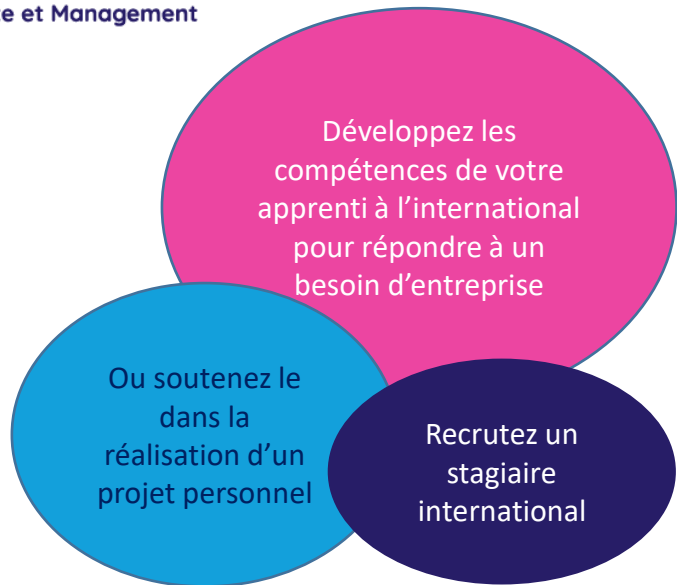 et Management
Développez les
compétences de votre
apprenti à l’international
pour répondre à un
besoin d’entreprise
Ou soutenez le
dans la
réalisation d’un
projet personnel
Recrutez un
stagiaire
international